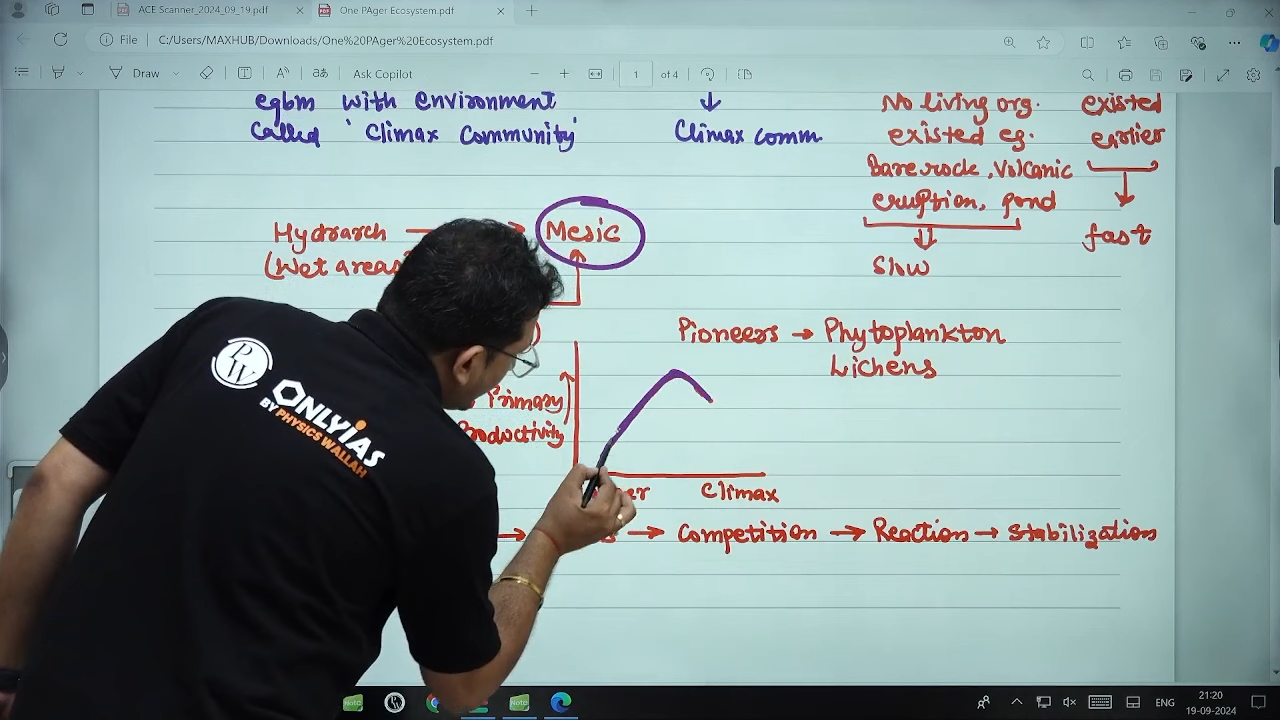 ACE Scanner_2024_09_19.pdf
One PAger Ecosystem.pdf
File
C:/Users/MAXHUB/Downloads/One%20PAger%20Ecosystem.pdf
Draw
Ask Copilot
1 of 4
eqbm with environment
called 'Climax Community'
Climax comm.
No living org.
existed eg.
Bare rock, Volcanic
eruption, pond
Slow
existed
earlier
fast
Hydrarch → Mesic
(Wet areas
Pioneers → Phytoplankton
Lichens
Primary
Productivity
Climax
→ Competition → Reaction → Stabilization
PW
ONLYIAS
BY PHYSICS WALLAH
ENG
21:20
19-09-2024